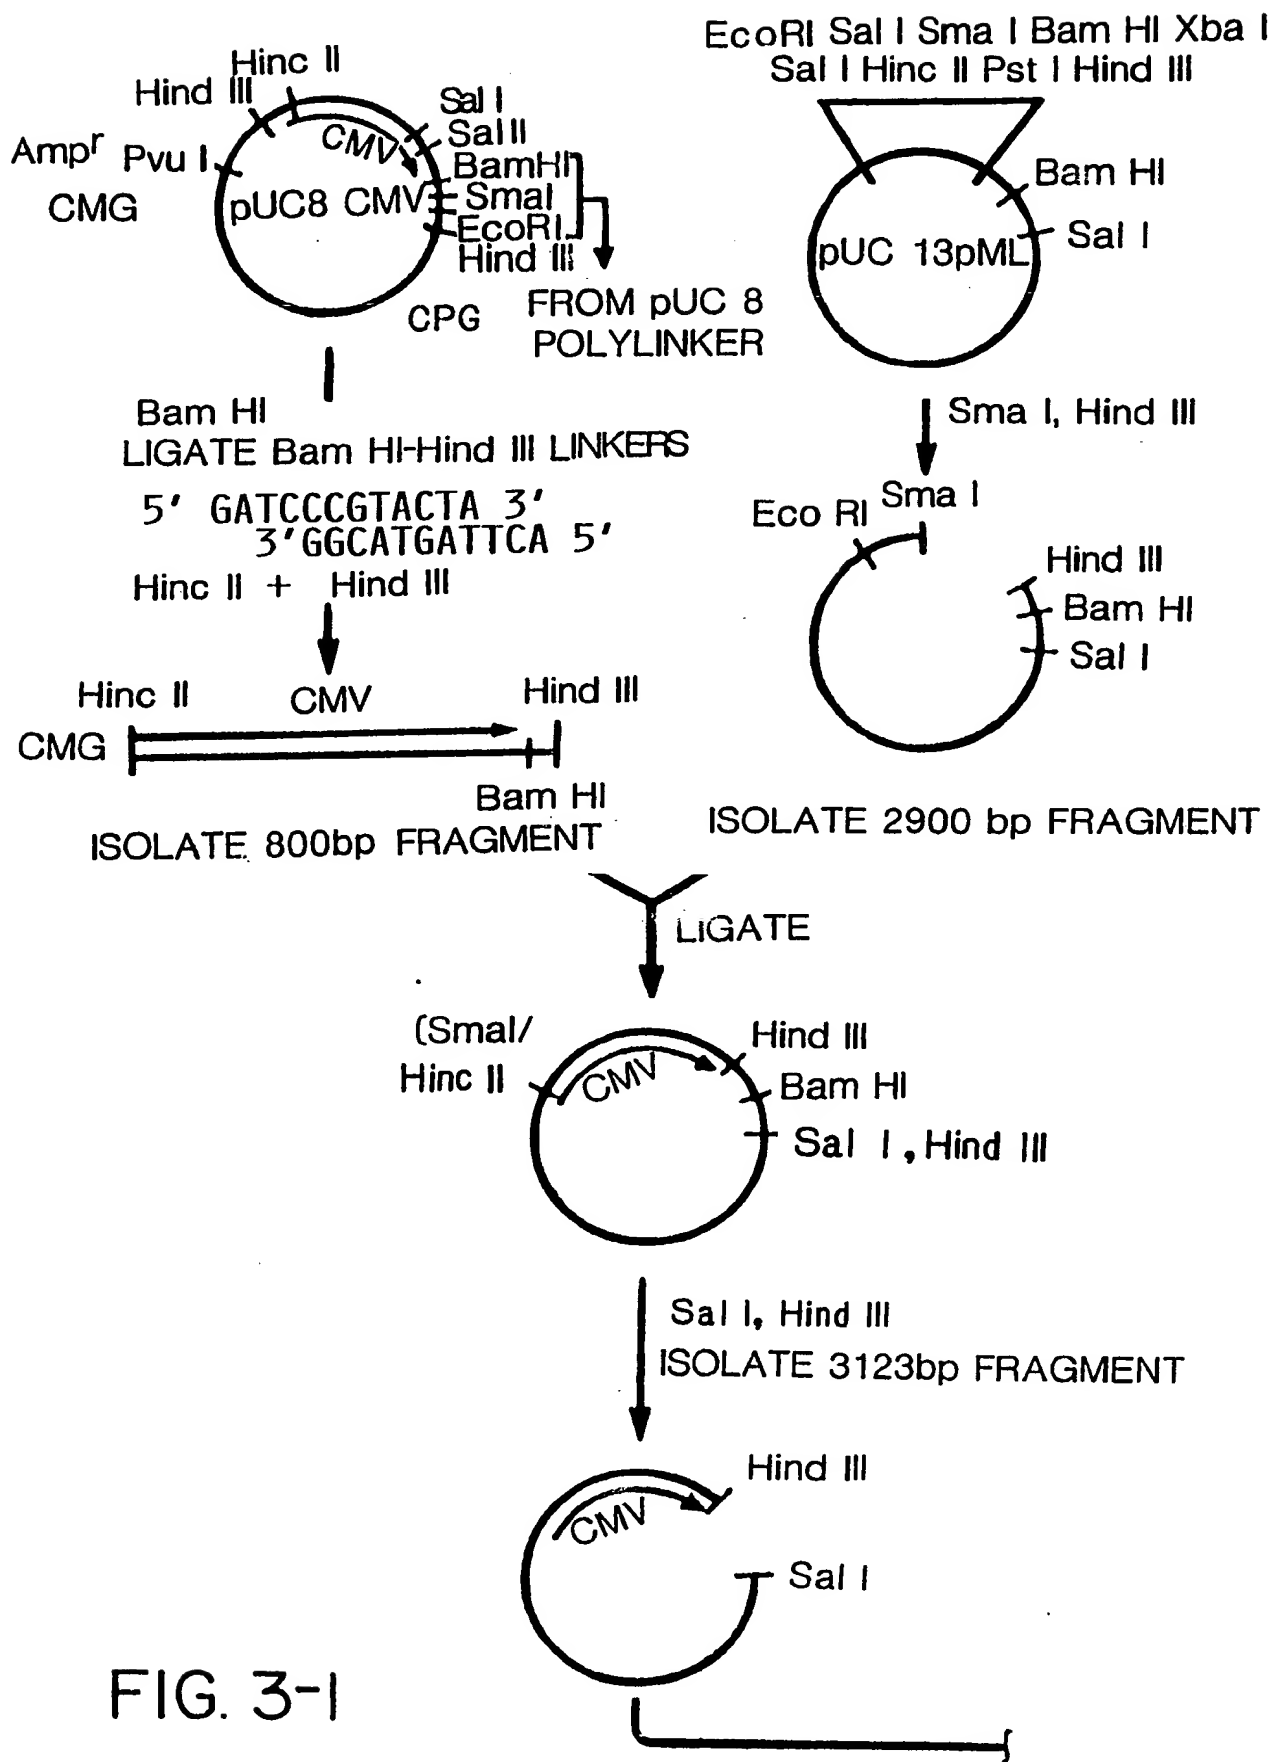 Hinc II
Hind III
Sal I
Sal II
Amp^r
Pvu I
CMV
BamHI
CMG
pUC8 CMV
SmaI
EcoRI
Hind III
CPG
FROM pUC 8
POLYLINKER
EcoRI Sal I Sma I Bam HI Xba I
Sal I Hinc II Pst I Hind III
Bam HI
Sal I
pUC 13pML
Bam HI
LIGATE Bam HI-Hind III LINKERS
5' GATCCCGTACTA 3'
3'GGCATGATTCA 5'
Hinc II + Hind III
Sma I, Hind III
Sma I
Eco RI
Hind III
Bam HI
Sal I
Hinc II
CMV
Hind III
CMG
Bam HI
ISOLATE 800bp FRAGMENT
ISOLATE 2900 bp FRAGMENT
LIGATE
(SmaI/
Hinc II
CMV
Hind III
Bam HI
Sal I, Hind III
Sal I, Hind III
ISOLATE 3123bp FRAGMENT
Hind III
CMV
Sal I
FIG. 3-1